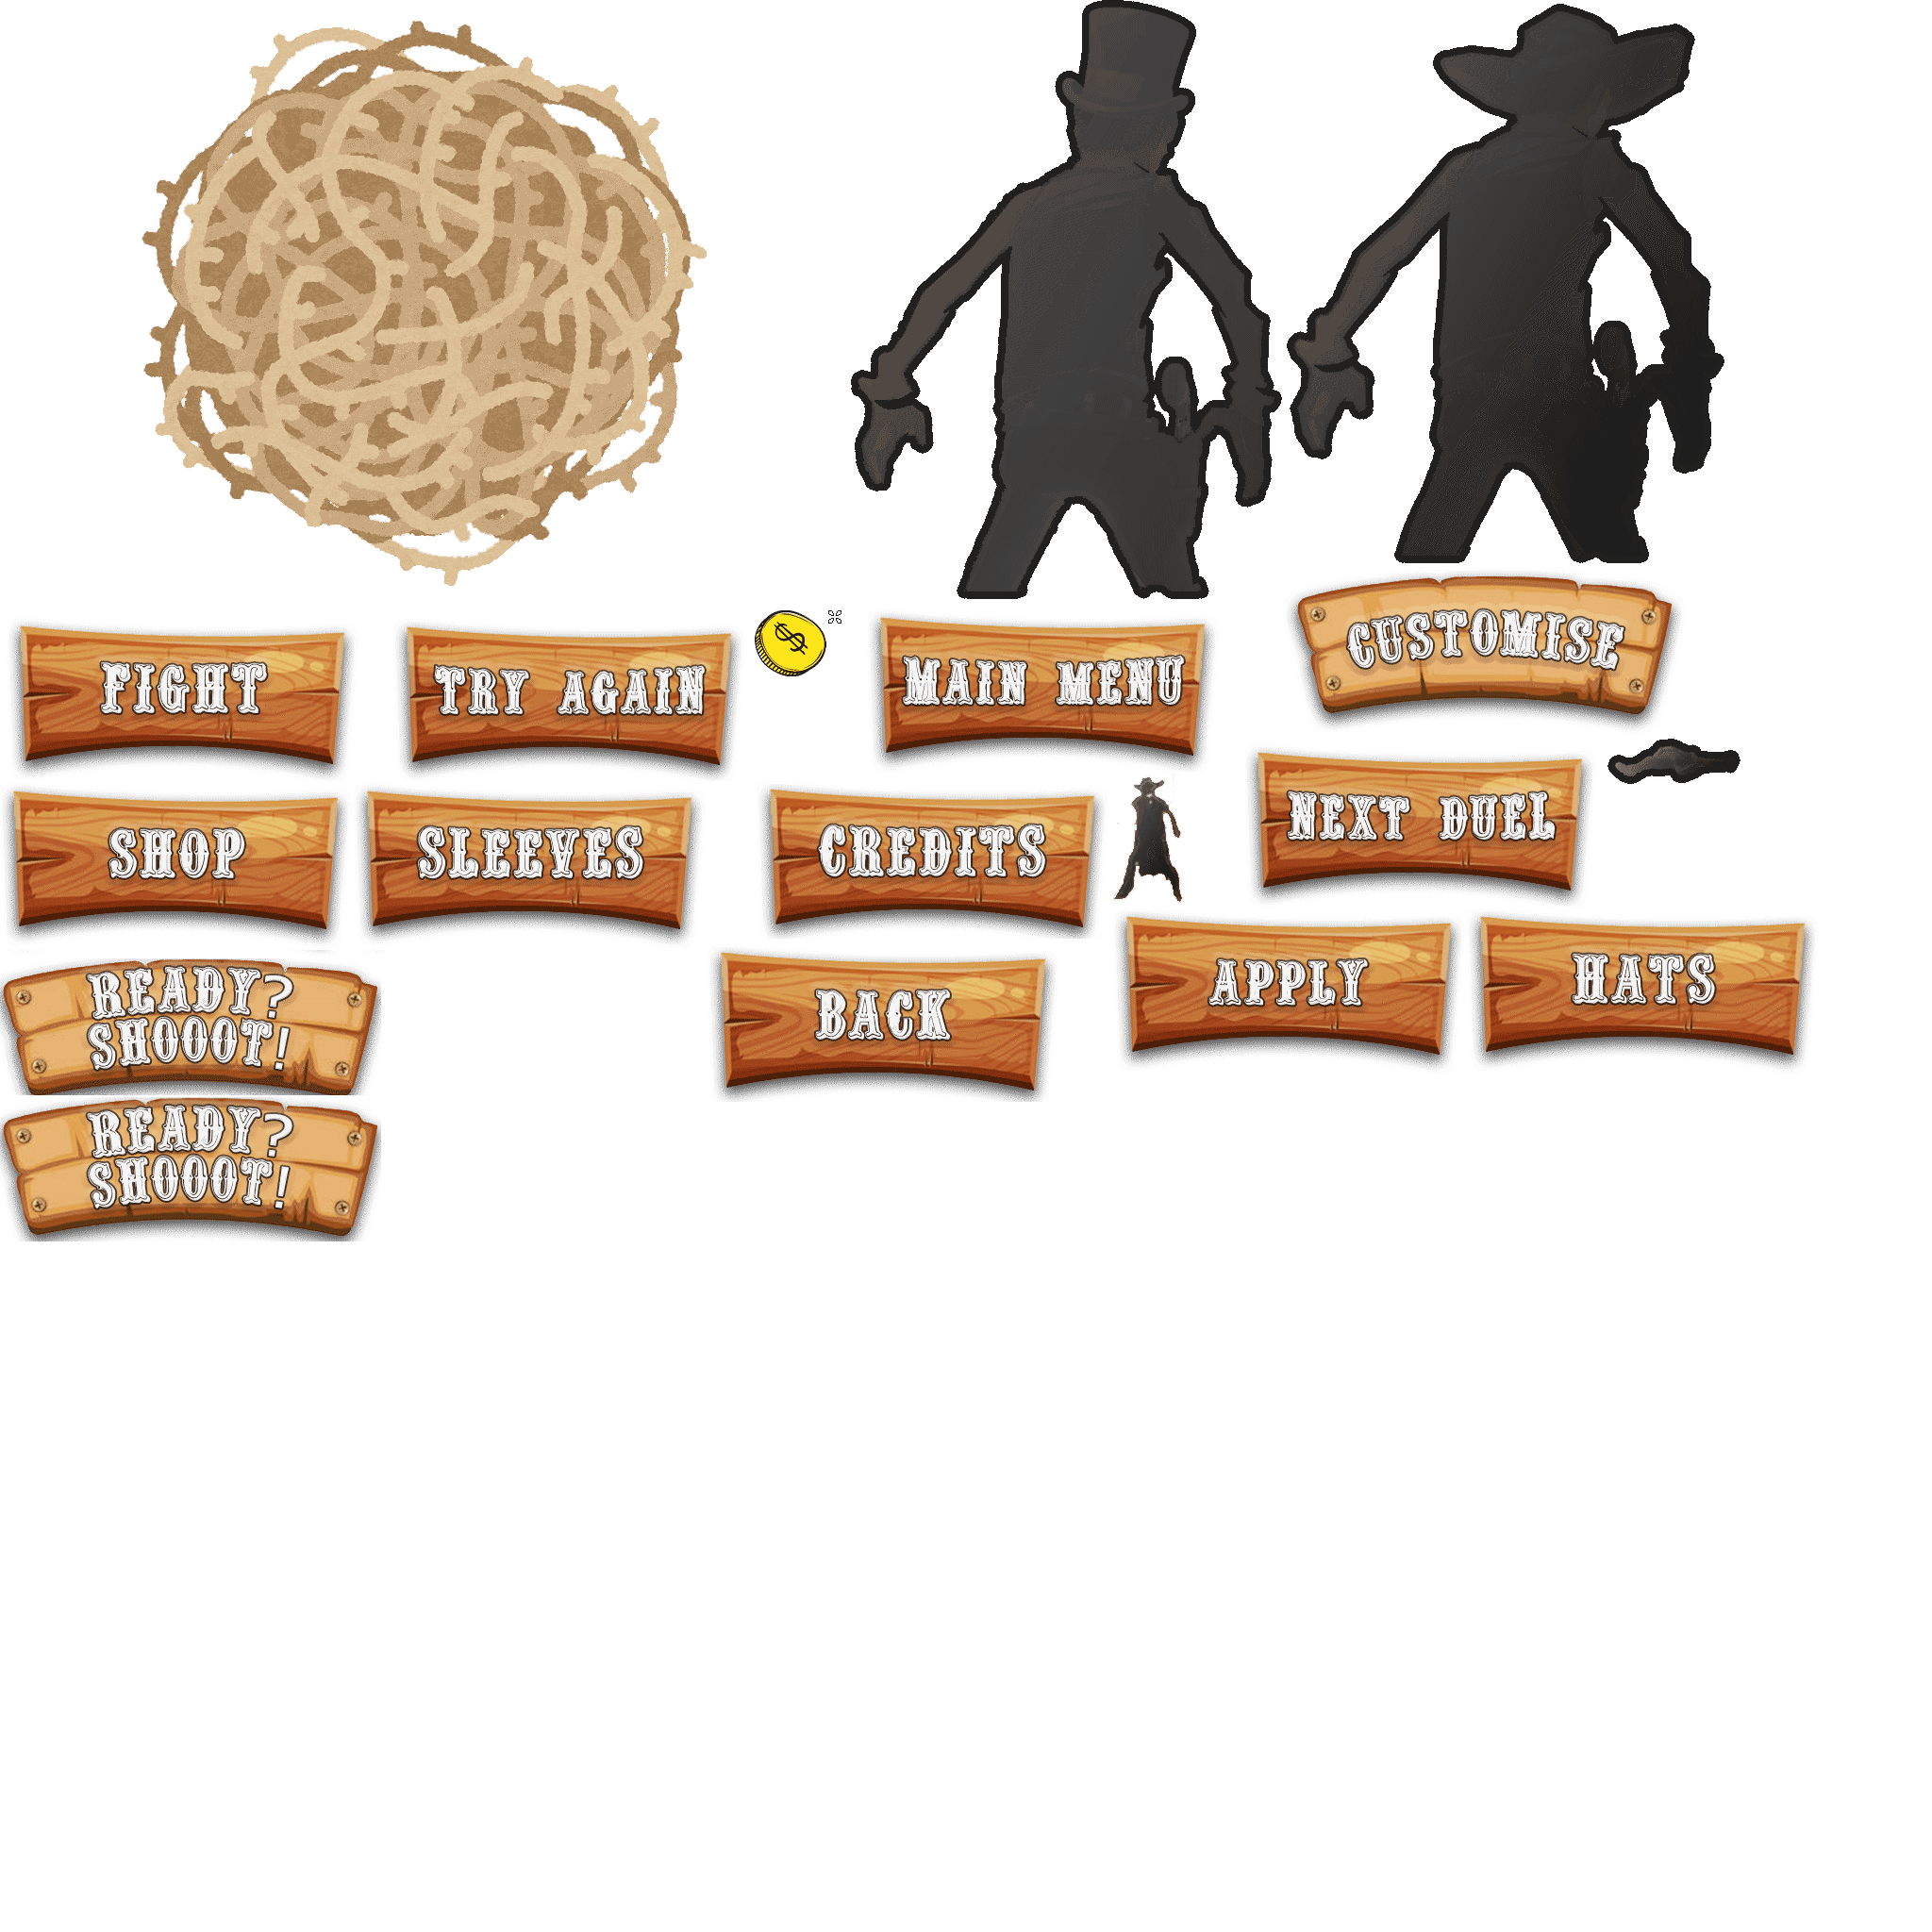 FIGHT
TRY AGAIN
$
MAIN MENU
CUSTOMISE
SHOP
SLEEVES
CREDITS
NEXT DUEL
READY?
SHOOOT!
BACK
APPLY
HATS
READY?
SHOOOT!